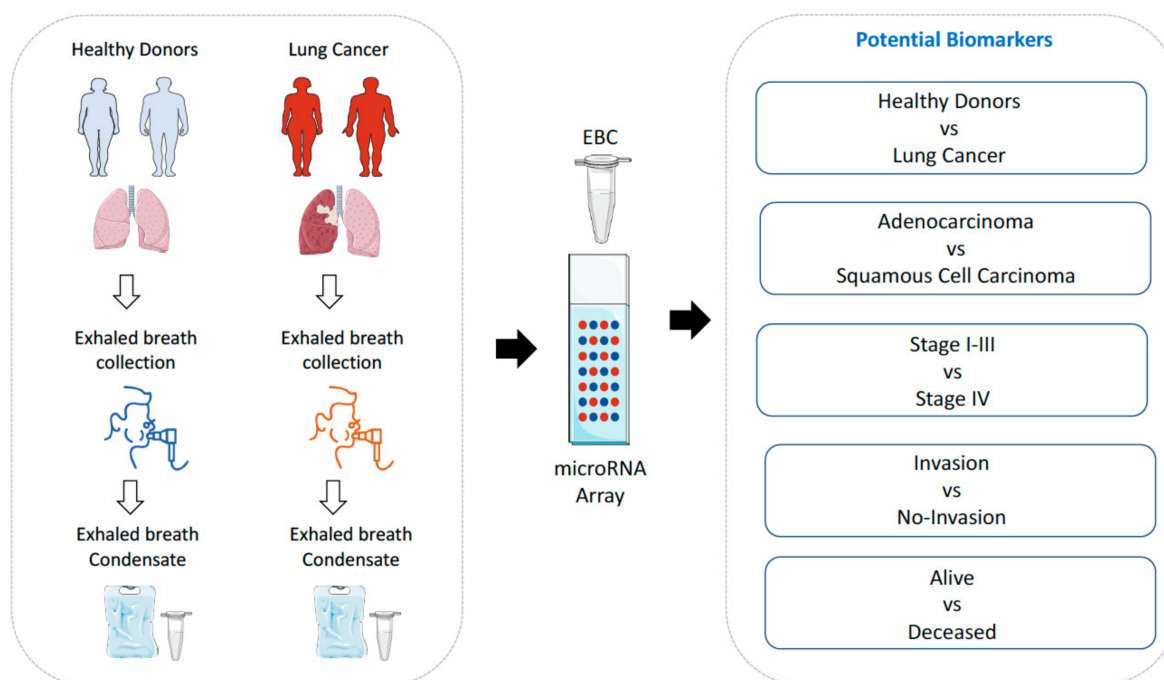 Healthy Donors
Lung Cancer
Exhaled breath
collection
Exhaled breath
collection
Exhaled breath
Condensate
Exhaled breath
Condensate
EBC
microRNA
Array
Potential Biomarkers
Healthy Donors
vs
Lung Cancer
Adenocarcinoma
vs
Squamous Cell Carcinoma
Stage I-III
vs
Stage IV
Invasion
vs
No-Invasion
Alive
vs
Deceased